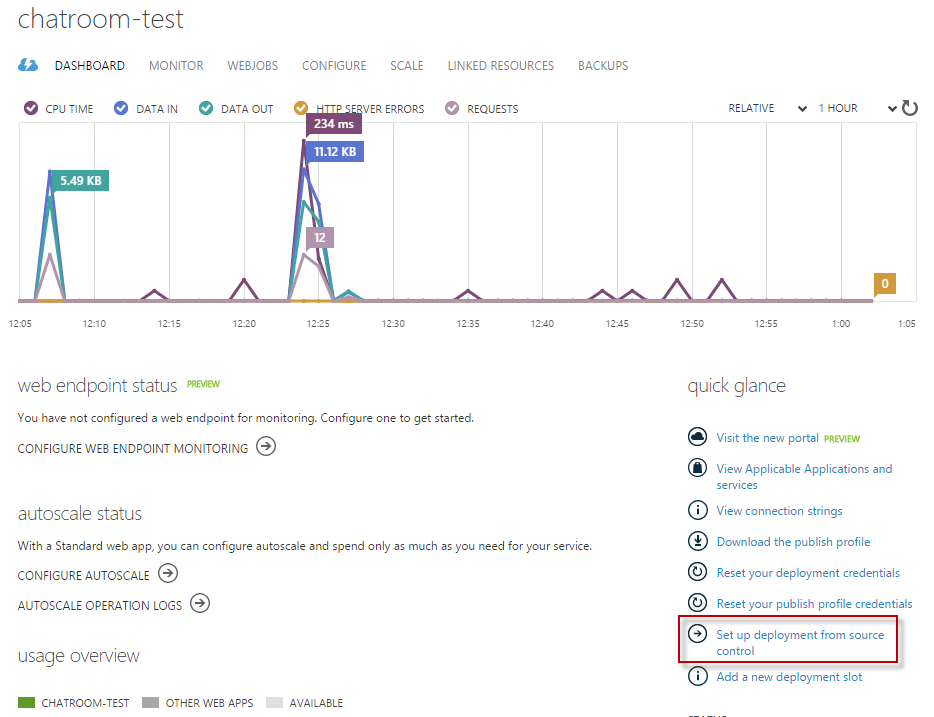 chatroom-test
DASHBOARD MONITOR WEBJOBS CONFIGURE SCALE LINKED RESOURCES BACKUPS
CPU TIME DATA IN DATA OUT HTTP SERVER ERRORS REQUESTS RELATIVE 1 HOUR
234 ms
11.12 KB
5.49 KB
12
0
12:05 12:10 12:15 12:20 12:25 12:30 12:35 12:40 12:45 12:50 12:55 1:00 1:05
web endpoint status PREVIEW
You have not configured a web endpoint for monitoring. Configure one to get started.
CONFIGURE WEB ENDPOINT MONITORING
autoscale status
With a Standard web app, you can configure autoscale and spend only as much as you need for your service.
CONFIGURE AUTOSCALE
AUTOSCALE OPERATION LOGS
usage overview
CHATROOM-TEST OTHER WEB APPS AVAILABLE
quick glance
Visit the new portal PREVIEW
View Applicable Applications and
services
View connection strings
Download the publish profile
Reset your deployment credentials
Reset your publish profile credentials
Set up deployment from source
control
Add a new deployment slot